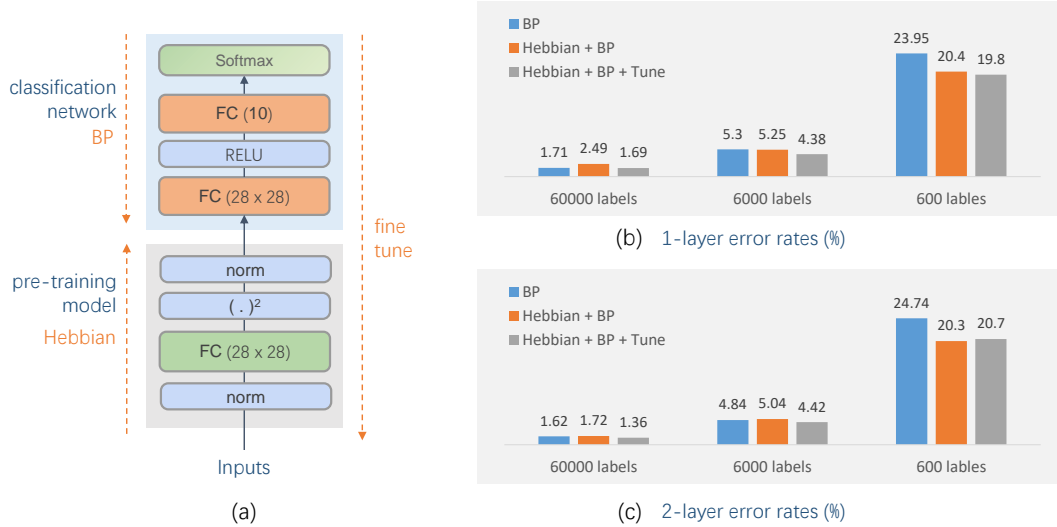 Softmax
FC (10)
RELU
FC (28 x 28)
classification
network
BP
fine
tune
norm
( . )²
FC (28 x 28)
norm
pre-training
model
Hebbian
Inputs
(a)
BP
Hebbian + BP
Hebbian + BP + Tune
1.71 2.49 1.69
5.3 5.25 4.38
23.95 20.4 19.8
60000 labels 6000 labels 600 lables
(b) 1-layer error rates (%)
BP
Hebbian + BP
Hebbian + BP + Tune
1.62 1.72 1.36
4.84 5.04 4.42
24.74 20.3 20.7
60000 labels 6000 labels 600 lables
(c) 2-layer error rates (%)